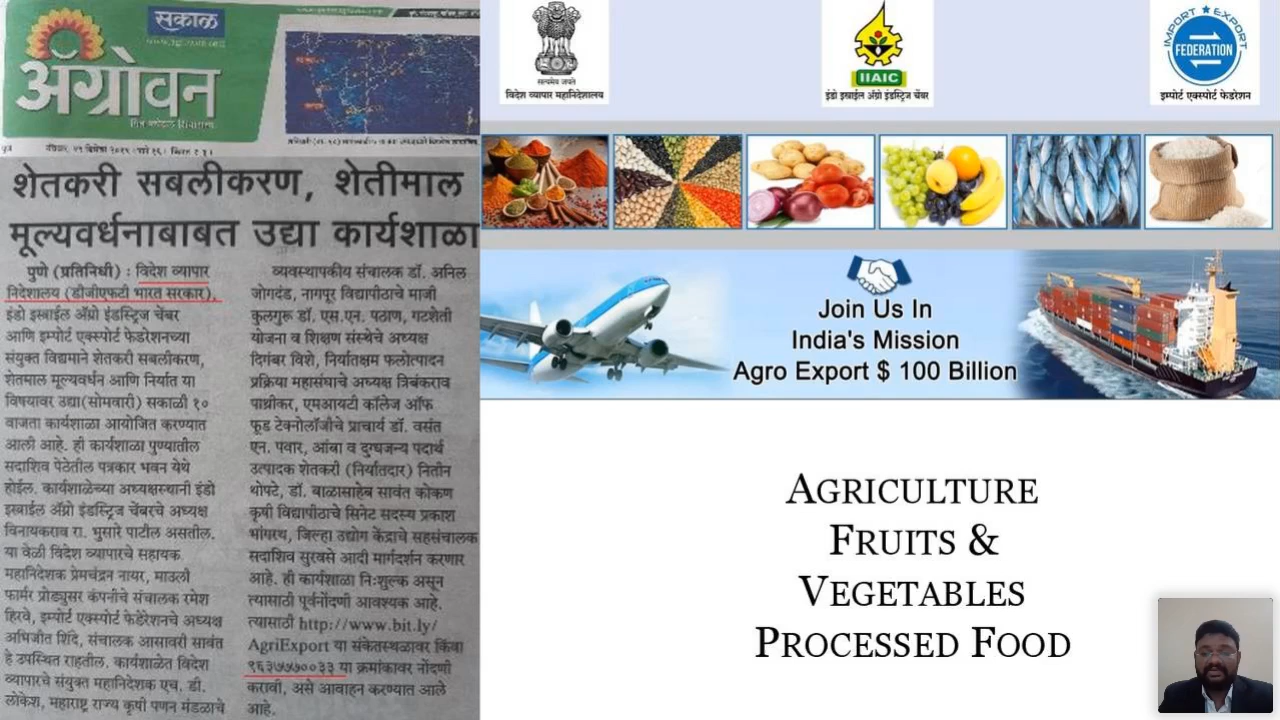 सकाळ
ॲग्रोवन
शेतकरी सबलीकरण, शेतीमाल
मूल्यवर्धनाबाबत उद्या कार्यशाळा
पुणे (प्रतिनिधी) : विदेश व्यापार
निदेशालय (डीजीएफटी भारत सरकार),
इंडो इस्राईल ॲग्रो इंडस्ट्रिज चेंबर
आणि इम्पोर्ट एक्स्पोर्ट फेडरेशनच्या
संयुक्त विद्यमाने शेतकरी सबलीकरण,
शेतमाल मूल्यवर्धन आणि निर्यात या
विषयावर उद्या(सोमवारी) सकाळी १०
वाजता कार्यशाळा आयोजित करण्यात
आली आहे. ही कार्यशाळा पुण्यातील
सदाशिव पेठेतील पत्रकार भवन येथे
होईल. कार्यशाळेच्या अध्यक्षस्थानी इंडो
इस्राईल ॲग्रो इंडस्ट्रिज चेंबरचे अध्यक्ष
विनायकराव रा. भुसारे पाटील असतील.
या वेळी विदेश व्यापारचे सहायक
महानिदेशक प्रेमचंद्रन नायर, माउली
फार्मर प्रोड्युसर कंपनीचे संचालक रमेश
हिरवे, इम्पोर्ट एक्स्पोर्ट फेडेरेशनचे अध्यक्ष
अभिजीत शिंदे, संचालक आसावरी सावंत
हे उपस्थित राहतील. कार्यशाळेत विदेश
व्यापारचे संयुक्त महानिदेशक एच. डी.
लोकेश, महाराष्ट्र राज्य कृषी पणन मंडळाचे
व्यवस्थापकीय संचालक डॉ. अनिल
जोगदंड, नागपूर विद्यापीठाचे माजी
कुलगुरू डॉ. एस.एन. पठाण, गटशेती
योजना व शिक्षण संस्थेचे अध्यक्ष
दिगंबर विशे, निर्यातक्षम फलोत्पादन
प्रक्रिया महासंघाचे अध्यक्ष त्रिबंकराव
पाथ्रीकर, एमआयटी कॉलेज ऑफ
फूड टेक्नोलॉजीचे प्राचार्य डॉ. वसंत
एन. पवार, आंबा व दुग्धजन्य पदार्थ
उत्पादक शेतकरी (निर्यातदार) नितीन
थोपटे, डॉ. बाळासाहेब सावंत कोकण
कृषी विद्यापीठाचे सिनेट सदस्य प्रकाश
भांगरथ, जिल्हा उद्योग केंद्राचे सहसंचालक
सदाशिव सुरवसे आदी मार्गदर्शन करणार
आहे. ही कार्यशाळा निःशुल्क असून
त्यासाठी पूर्वनोंदणी आवश्यक आहे.
त्यासाठी http://www.bit.ly/
AgriExport या संकेतस्थळावर किंवा
९६३७७७००३३ या क्रमांकावर नोंदणी
करावी, असे आवाहन करण्यात आले
आहे.
सत्यमेव जयते
विदेश व्यापार महानिदेशालय
IIAIC
इंडो इस्राईल ॲग्रो इंडस्ट्रिज चेंबर
IMPORT EXPORT
FEDERATION
इम्पोर्ट एक्स्पोर्ट फेडरेशन
Join Us In
India's Mission
Agro Export $ 100 Billion
AGRICULTURE
FRUITS &
VEGETABLES
PROCESSED FOOD